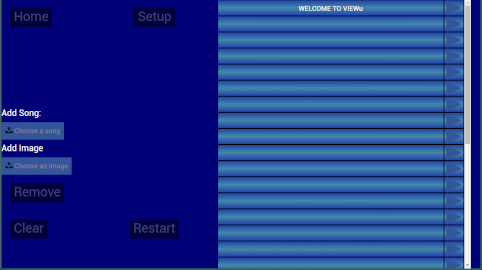 Home
Setup
WELCOME TO VIEWu
Add Song:
Choose a song
Add Image
Choose an image
Remove
Clear
Restart